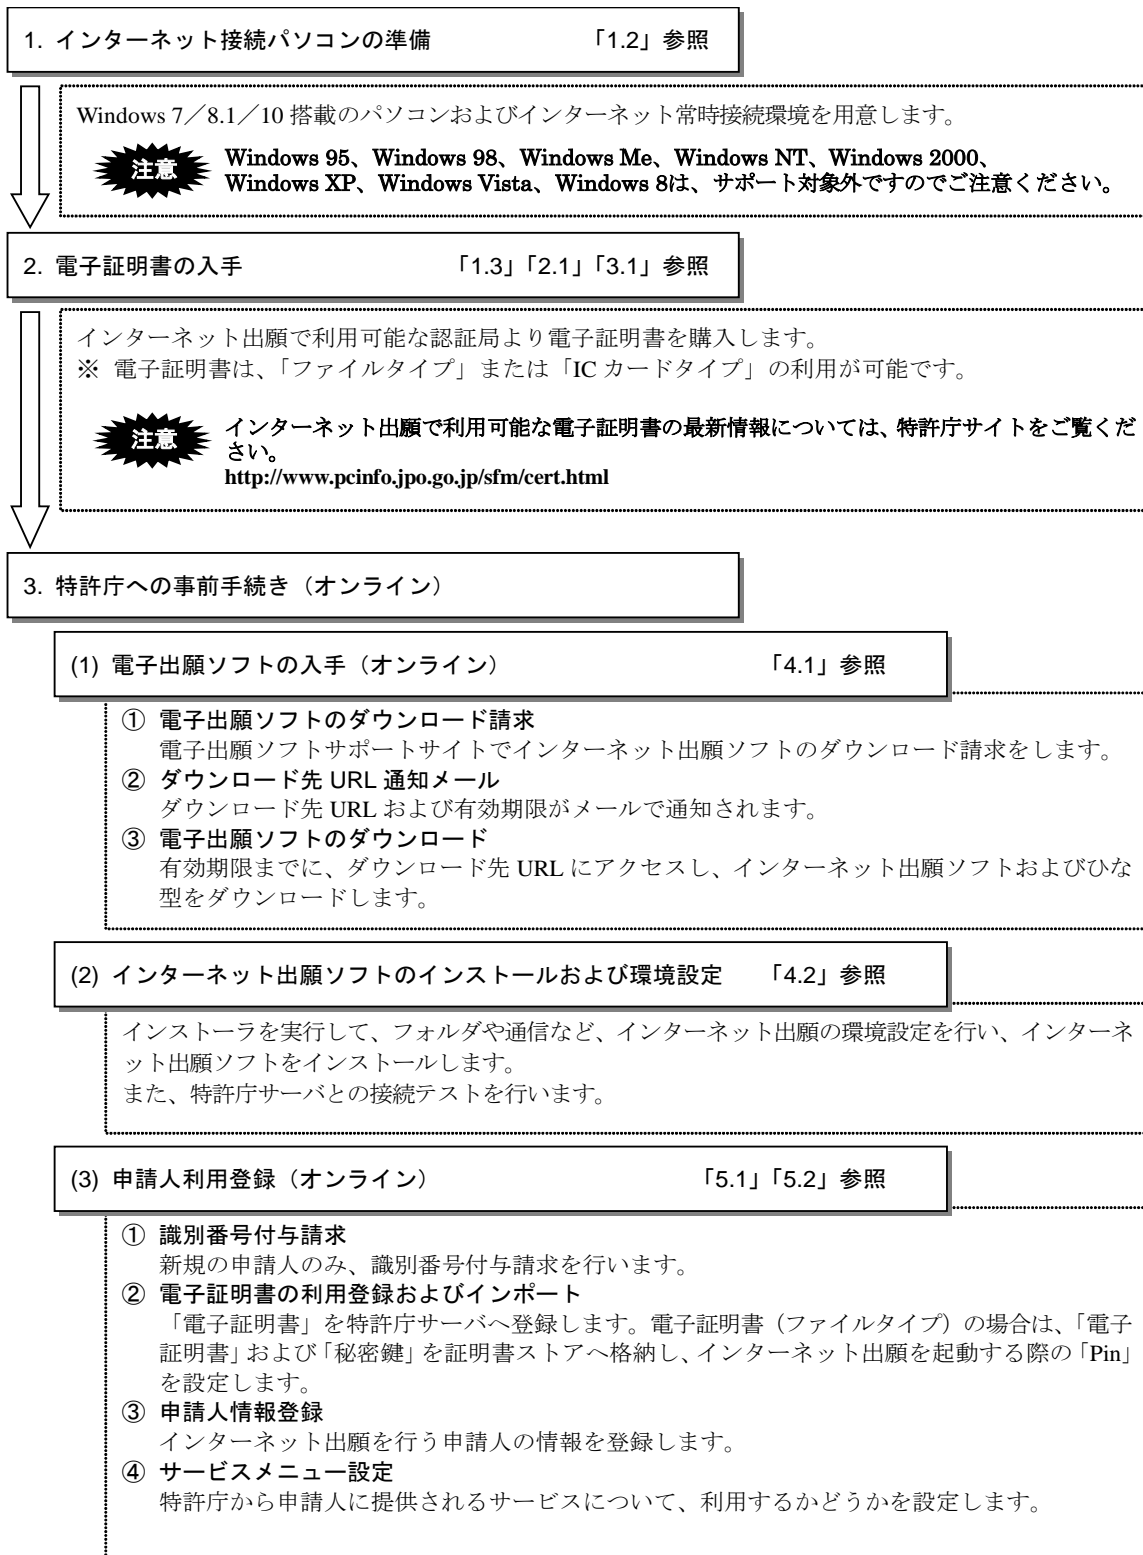 1. インターネット接続パソコンの準備 「1.2」参照
Windows 7／8.1／10 搭載のパソコンおよびインターネット常時接続環境を用意します。
注意 Windows 95、Windows 98、Windows Me、Windows NT、Windows 2000、
Windows XP、Windows Vista、Windows 8は、サポート対象外ですのでご注意ください。
2. 電子証明書の入手 「1.3」「2.1」「3.1」参照
インターネット出願で利用可能な認証局より電子証明書を購入します。
※ 電子証明書は、「ファイルタイプ」または「IC カードタイプ」の利用が可能です。
注意 インターネット出願で利用可能な電子証明書の最新情報については、特許庁サイトをご覧くだ
さい。
http://www.pcinfo.jpo.go.jp/sfm/cert.html
3. 特許庁への事前手続き（オンライン）
(1) 電子出願ソフトの入手（オンライン） 「4.1」参照
① 電子出願ソフトのダウンロード請求
電子出願ソフトサポートサイトでインターネット出願ソフトのダウンロード請求をします。
② ダウンロード先 URL 通知メール
ダウンロード先 URL および有効期限がメールで通知されます。
③ 電子出願ソフトのダウンロード
有効期限までに、ダウンロード先 URL にアクセスし、インターネット出願ソフトおよびひな
型をダウンロードします。
(2) インターネット出願ソフトのインストールおよび環境設定 「4.2」参照
インストーラを実行して、フォルダや通信など、インターネット出願の環境設定を行い、インターネ
ット出願ソフトをインストールします。
また、特許庁サーバとの接続テストを行います。
(3) 申請人利用登録（オンライン） 「5.1」「5.2」参照
① 識別番号付与請求
新規の申請人のみ、識別番号付与請求を行います。
② 電子証明書の利用登録およびインポート
「電子証明書」を特許庁サーバへ登録します。電子証明書（ファイルタイプ）の場合は、「電子
証明書」および「秘密鍵」を証明書ストアへ格納し、インターネット出願を起動する際の「Pin」
を設定します。
③ 申請人情報登録
インターネット出願を行う申請人の情報を登録します。
④ サービスメニュー設定
特許庁から申請人に提供されるサービスについて、利用するかどうかを設定します。